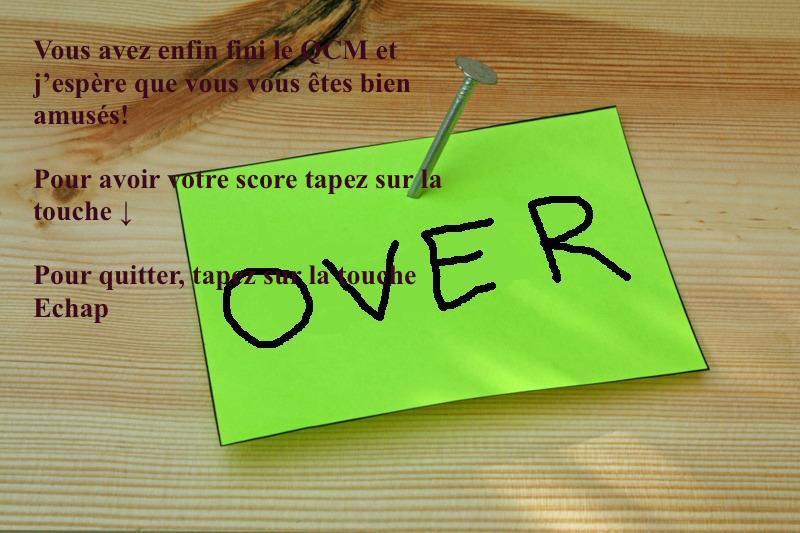 Vous avez enfin fini le QCM et
j’espère que vous vous êtes bien
amusés!
Pour avoir votre score tapez sur la
touche ↓
Pour quitter, tapez sur la touche
Echap
OVER